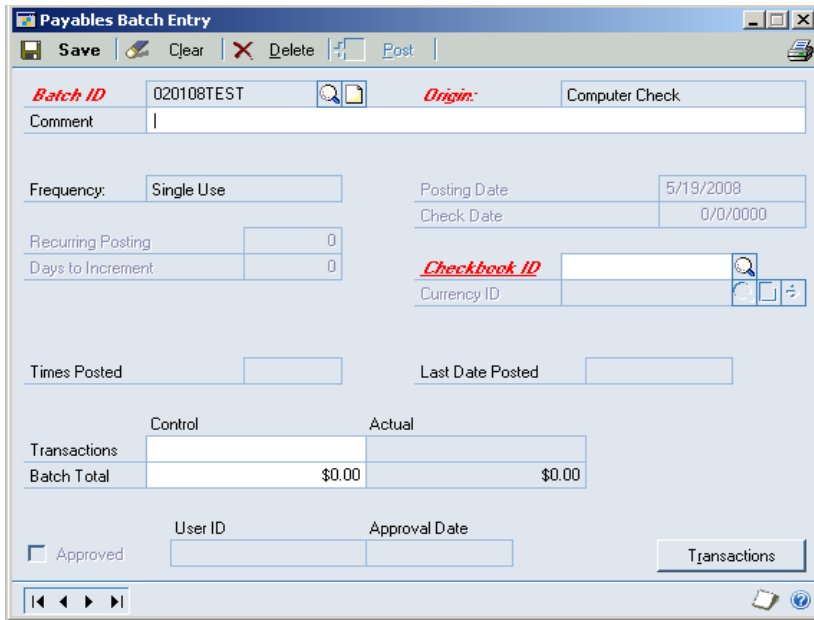 Payables Batch Entry
Save Clear Delete Post
Batch ID 020108TEST Origin: Computer Check
Comment
Frequency: Single Use Posting Date 5/19/2008
Check Date 0/0/0000
Recurring Posting 0
Days to Increment 0
Checkbook ID
Currency ID
Times Posted Last Date Posted
Control Actual
Transactions
Batch Total $0.00 $0.00
User ID Approval Date
Approved
Transactions